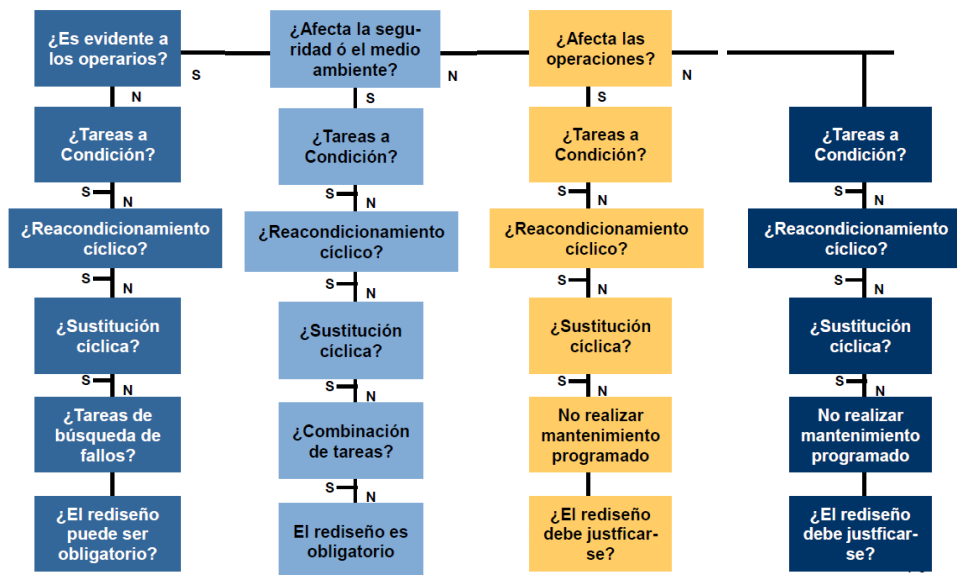 ¿Es evidente a
los operarios?
S
N
¿Afecta la segu-
ridad ó el medio
ambiente?
N
S
¿Afecta las
operaciones?
N
S
¿Tareas a
Condición?
S
N
¿Tareas a
Condición?
S
N
¿Tareas a
Condición?
S
N
¿Tareas a
Condición?
S
N
¿Reacondicionamiento
cíclico?
S
N
¿Reacondicionamiento
cíclico?
S
N
¿Reacondicionamiento
cíclico?
S
N
¿Reacondicionamiento
cíclico?
S
N
¿Sustitución
cíclica?
S
N
¿Sustitución
cíclica?
S
N
¿Sustitución
cíclica?
S
N
¿Sustitución
cíclica?
S
N
¿Tareas de
búsqueda de
fallos?
¿Combinación
de tareas?
S
N
No realizar
mantenimiento
programado
No realizar
mantenimiento
programado
¿El rediseño
puede ser
obligatorio?
El rediseño es
obligatorio
¿El rediseño
debe justficar-
se?
¿El rediseño
debe justficar-
se?